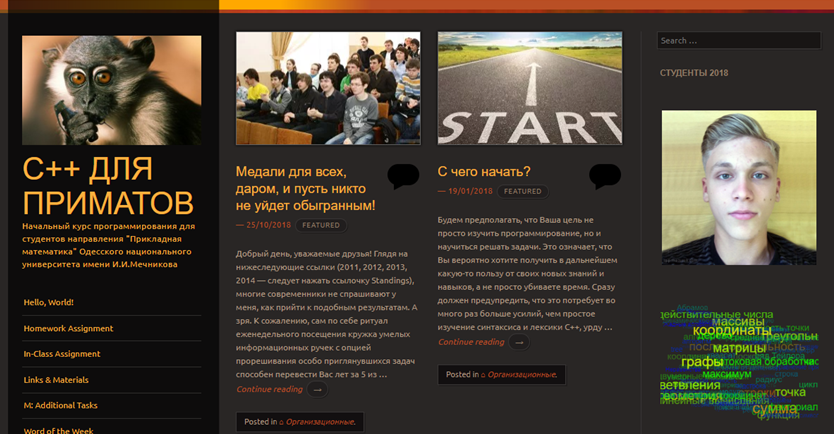 C++ ДЛЯ
ПРИМАТОВ
Начальный курс программирования для
студентов направления "Прикладная
математика" Одесского национального
университета имени И.И.Мечникова
Hello, World!
Homework Assignment
In-Class Assignment
Links & Materials
M: Additional Tasks
Word of the Week
Медали для всех,
даром, и пусть никто
не уйдет обыгранным!
— 25/10/2018 FEATURED
Добрый день, уважаемые друзья! Глядя на
нижеследующие ссылки (2011, 2012, 2013,
2014 — следует нажать ссылочку Standings),
многие современники не спрашивают у
меня, как прийти к подобным результатам. А
зря. К сожалению, сам по себе ритуал
еженедельного посещения кружка умелых
информационных ручек с опцией
прорешивания особо приглянувшихся задач
способен перевести Вас лет за 5 из …
Continue reading →
Posted in Организационные.
START
С чего начать?
— 19/01/2018 FEATURED
Будем предполагать, что Ваша цель не
просто изучить программирование, но и
научиться решать задачи. Это означает, что
Вы вероятно хотите получить в дальнейшем
какую-то пользу от своих новых знаний и
навыков, а не просто убиваете время. Сразу
должен предупредить, что это потребует во
много раз больше усилий, чем простое
изучение синтаксиса и лексики C++, урду …
Continue reading →
Posted in Организационные.
Search …
СТУДЕНТЫ 2018
действительные числа
массивы
точки
координаты
матрицы
графы
максимум
радиус
цикл
точка
сумма
функция